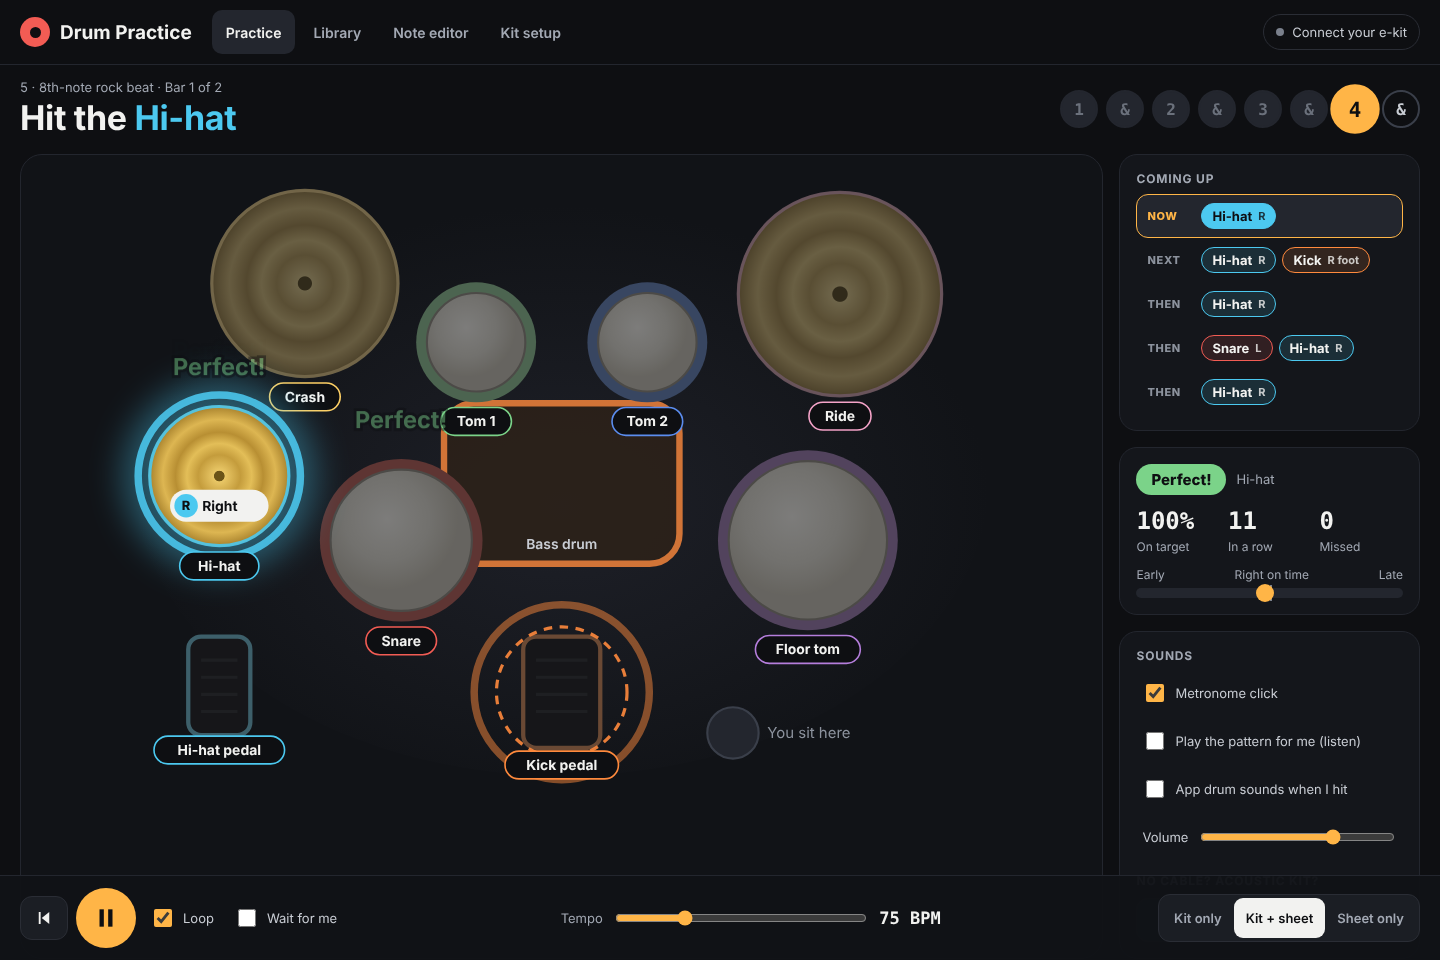 Drum Practice
Practice
Library
Note editor
Kit setup
Connect your e-kit
5 · 8th-note rock beat · Bar 1 of 2
Hit the Hi-hat
1 & 2 & 3 & 4 &
Perfect!
Crash
Perfect!
Tom 1
Tom 2
Ride
R Right
Hi-hat
Bass drum
Snare
Floor tom
Hi-hat pedal
Kick pedal
You sit here
COMING UP
NOW Hi-hat R
NEXT Hi-hat R Kick R foot
THEN Hi-hat R
THEN Snare L Hi-hat R
THEN Hi-hat R
Perfect! Hi-hat
100% 11 0
On target In a row Missed
Early Right on time Late
SOUNDS
Metronome click
Play the pattern for me (listen)
App drum sounds when I hit
Volume
Loop
Wait for me
Tempo 75 BPM
Kit only
Kit + sheet
Sheet only